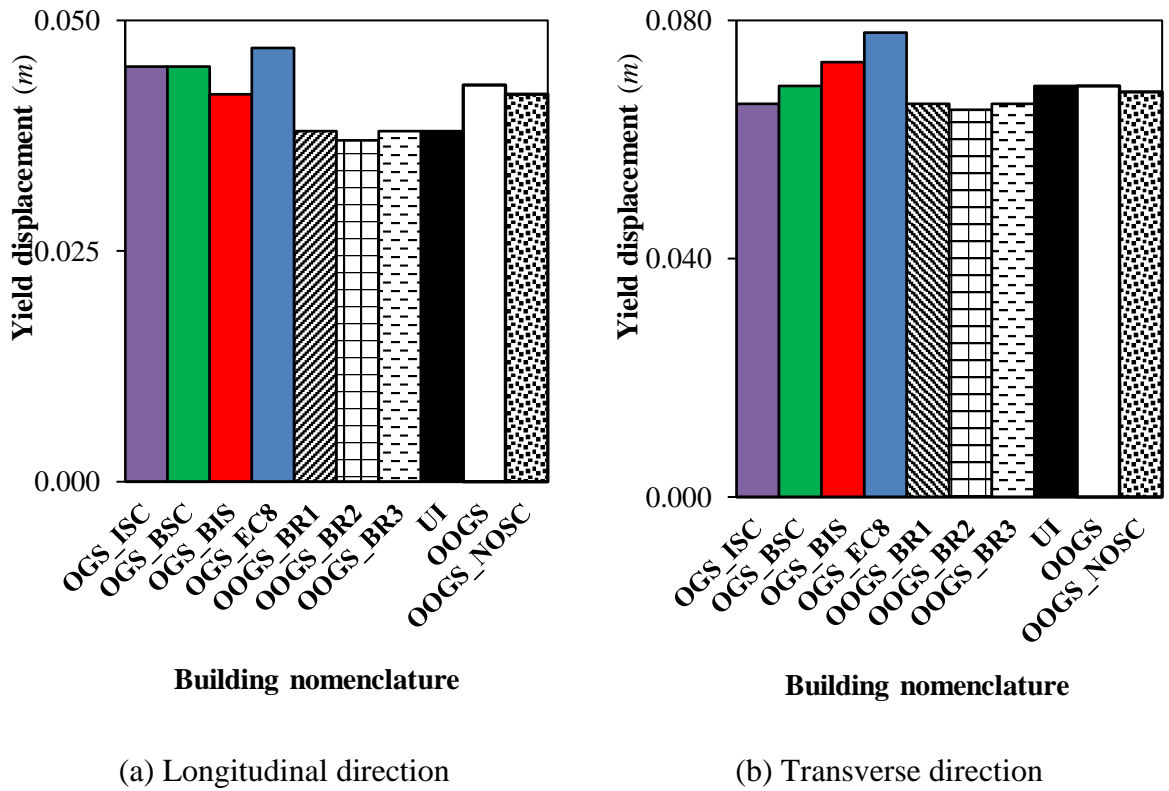 0.050
0.025
0.000
Yield displacement (m)
OGS_ISC
OGS_BSC
OGS_BIS
OGS_EC8
OOGS_BR1
OOGS_BR2
OOGS_BR3
UI
OOGS
OOGS_NOSC
Building nomenclature
(a) Longitudinal direction
0.080
0.040
0.000
Yield displacement (m)
OGS_ISC
OGS_BSC
OGS_BIS
OGS_EC8
OOGS_BR1
OOGS_BR2
OOGS_BR3
UI
OOGS
OOGS_NOSC
Building nomenclature
(b) Transverse direction